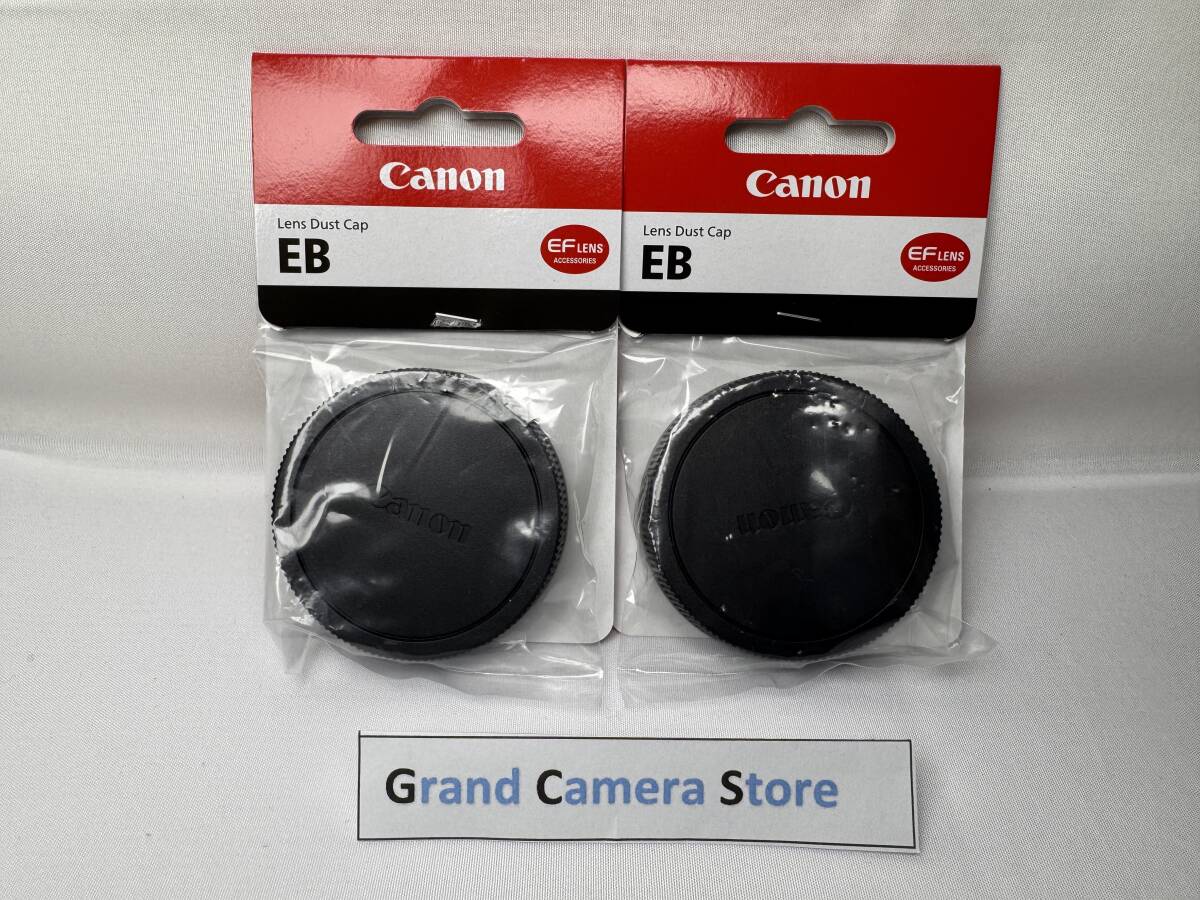 Canon
Lens Dust Cap
EB
EF LENS
ACCESSORIES
Canon
Lens Dust Cap
EB
EF LENS
ACCESSORIES
Canon
Canon
Grand Camera Store